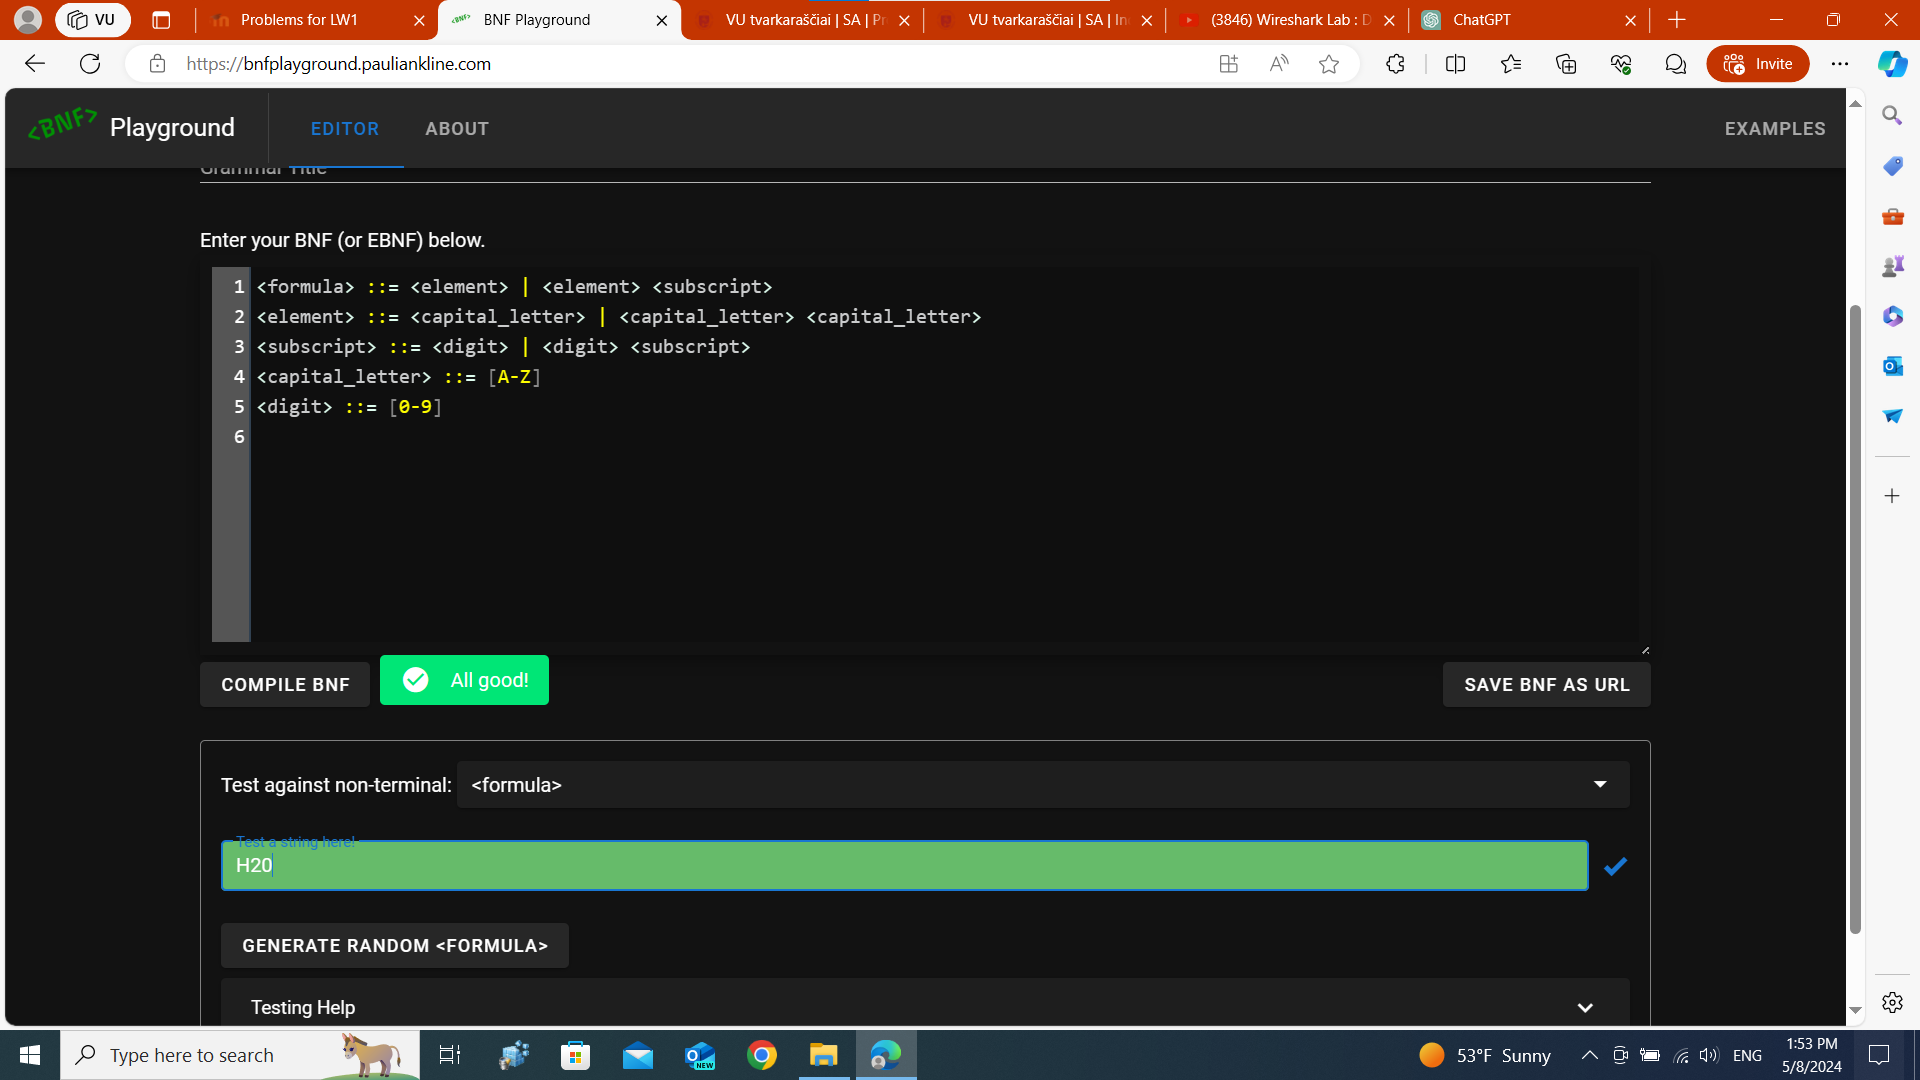 VU
Problems for LW1
BNF Playground
VU tvarkaraščiai | SA | Pr
VU tvarkaraščiai | SA | In
(3846) Wireshark Lab : D
ChatGPT
https://bnfplayground.pauliankline.com
Invite
<BNF> Playground
EDITOR
ABOUT
EXAMPLES
Grammar Title
Enter your BNF (or EBNF) below.
1 <formula> ::= <element> | <element> <subscript>
2 <element> ::= <capital_letter> | <capital_letter> <capital_letter>
3 <subscript> ::= <digit> | <digit> <subscript>
4 <capital_letter> ::= [A-Z]
5 <digit> ::= [0-9]
6
COMPILE BNF
All good!
SAVE BNF AS URL
Test against non-terminal: <formula>
Test a string here!
H20
GENERATE RANDOM <FORMULA>
Testing Help
Type here to search
NEW
53°F Sunny
ENG
1:53 PM
5/8/2024